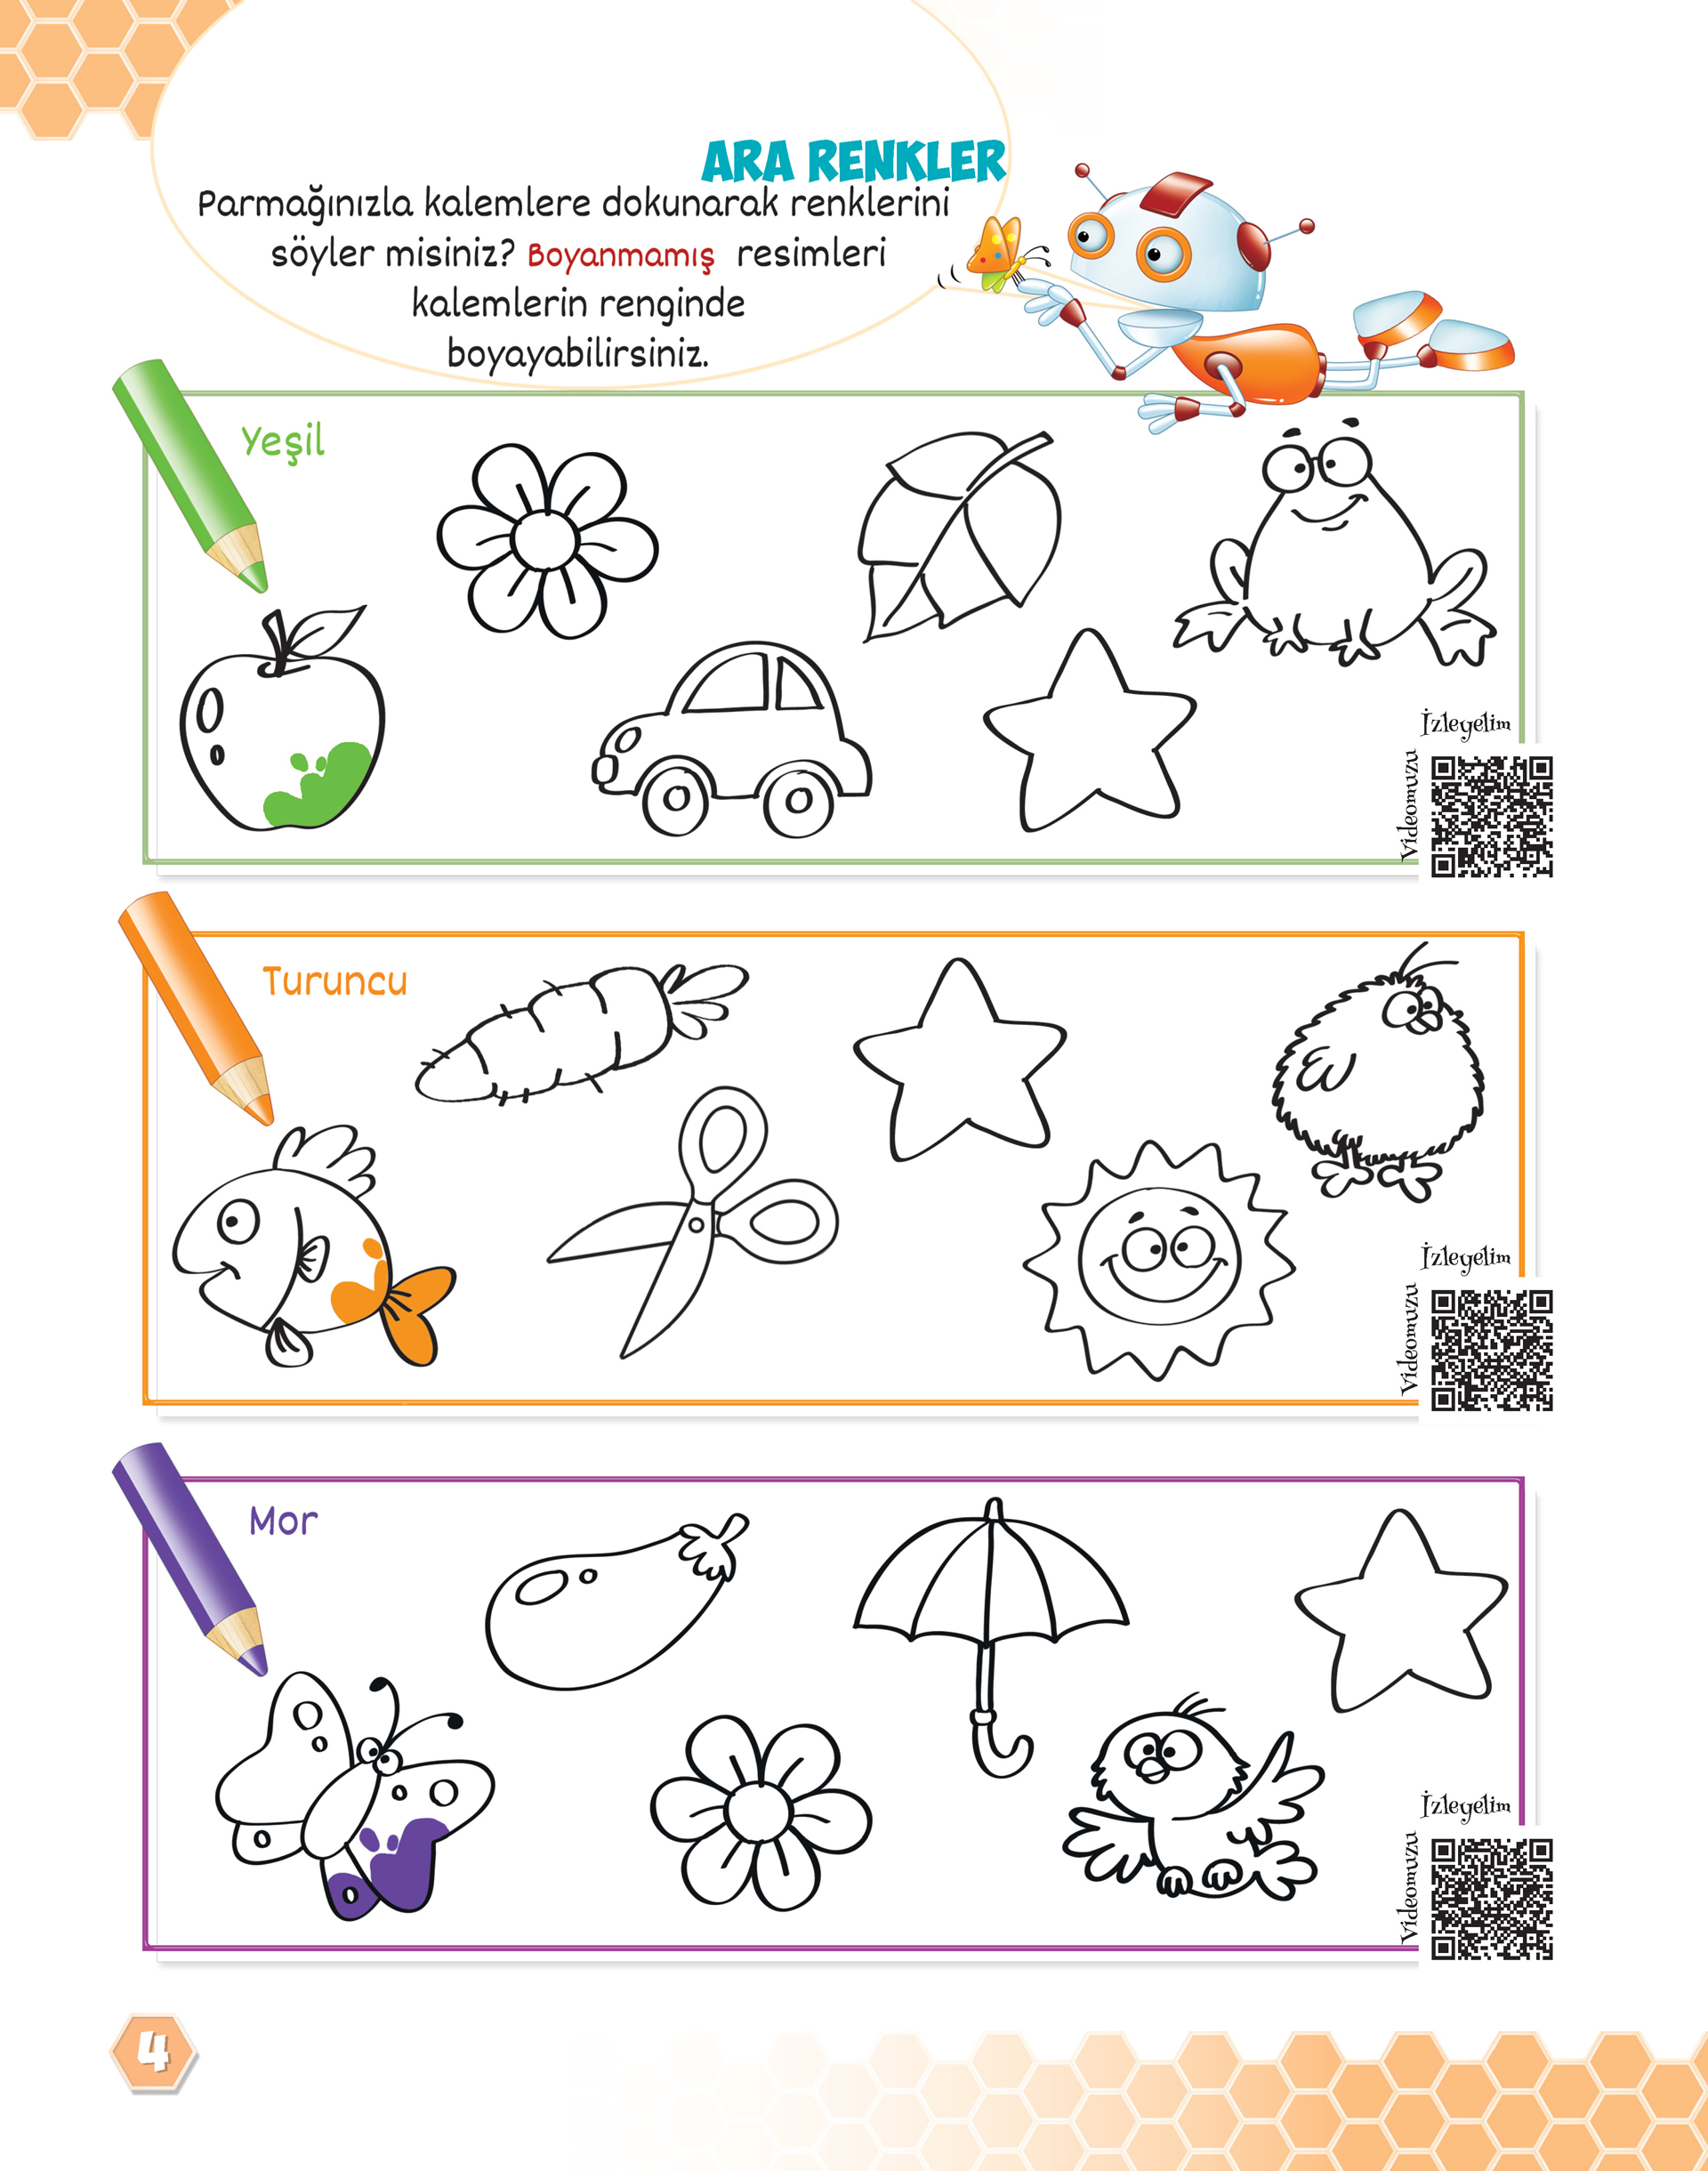 ARA RENKLER
Parmağınızla kalemlere dokunarak renklerini
söyler misiniz? Boyanmamış resimleri
kalemlerin renginde
boyayabilirsiniz.
Yeşil
Videomuzu
İzleyelim
Turuncu
Videomuzu
İzleyelim
Mor
Videomuzu
İzleyelim
4